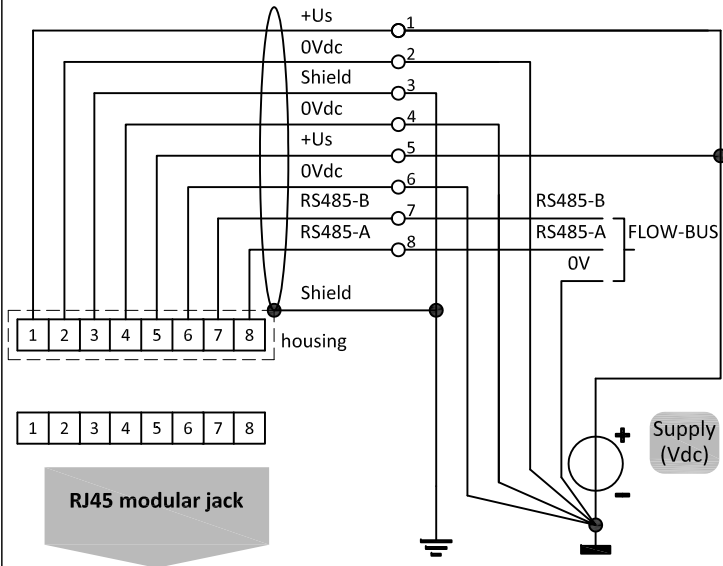 +Us 1
0Vdc 2
Shield 3
0Vdc 4
+Us 5
0Vdc 6
RS485-B 7 RS485-B
RS485-A 8 RS485-A FLOW-BUS
0V
Shield
1 2 3 4 5 6 7 8 housing
1 2 3 4 5 6 7 8
+ Supply
(Vdc)
−
RJ45 modular jack